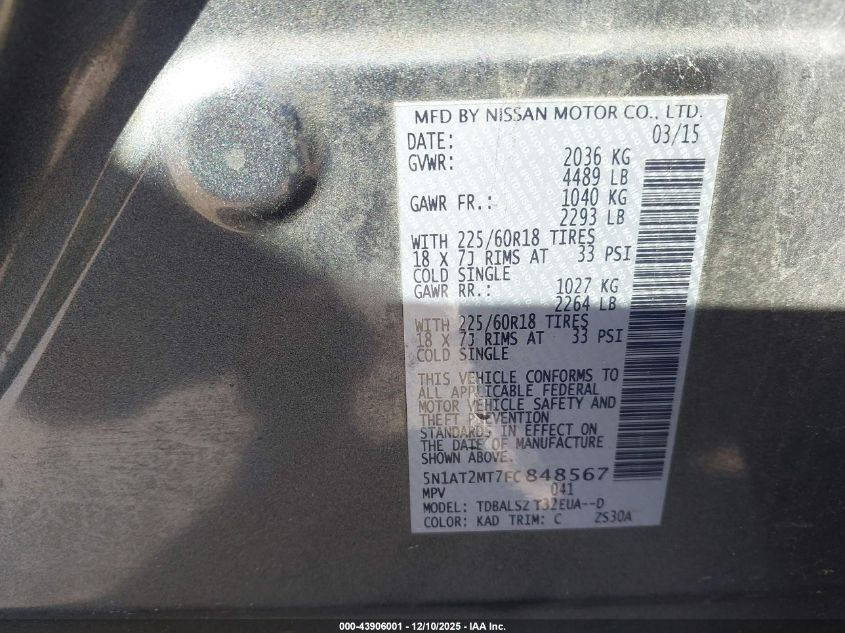 MFD BY NISSAN MOTOR CO., LTD.
DATE: 03/15
GVWR: 2036 KG
4489 LB
GAWR FR.: 1040 KG
2293 LB
WITH 225/60R18 TIRES
18 X 7J RIMS AT 33 PSI
COLD SINGLE
GAWR RR.: 1027 KG
2264 LB
WITH 225/60R18 TIRES
18 X 7J RIMS AT 33 PSI
COLD SINGLE
THIS VEHICLE CONFORMS TO
ALL APPLICABLE FEDERAL
MOTOR VEHICLE SAFETY AND
THEFT PREVENTION
STANDARDS IN EFFECT ON
THE DATE OF MANUFACTURE
SHOWN ABOVE.
5N1AT2MT7FC848567
MPV 041
MODEL: TDBALSZ T32EUA--D
COLOR: KAD TRIM: C ZS30A
000-43906001 — 12/10/2025 — IAA Inc.